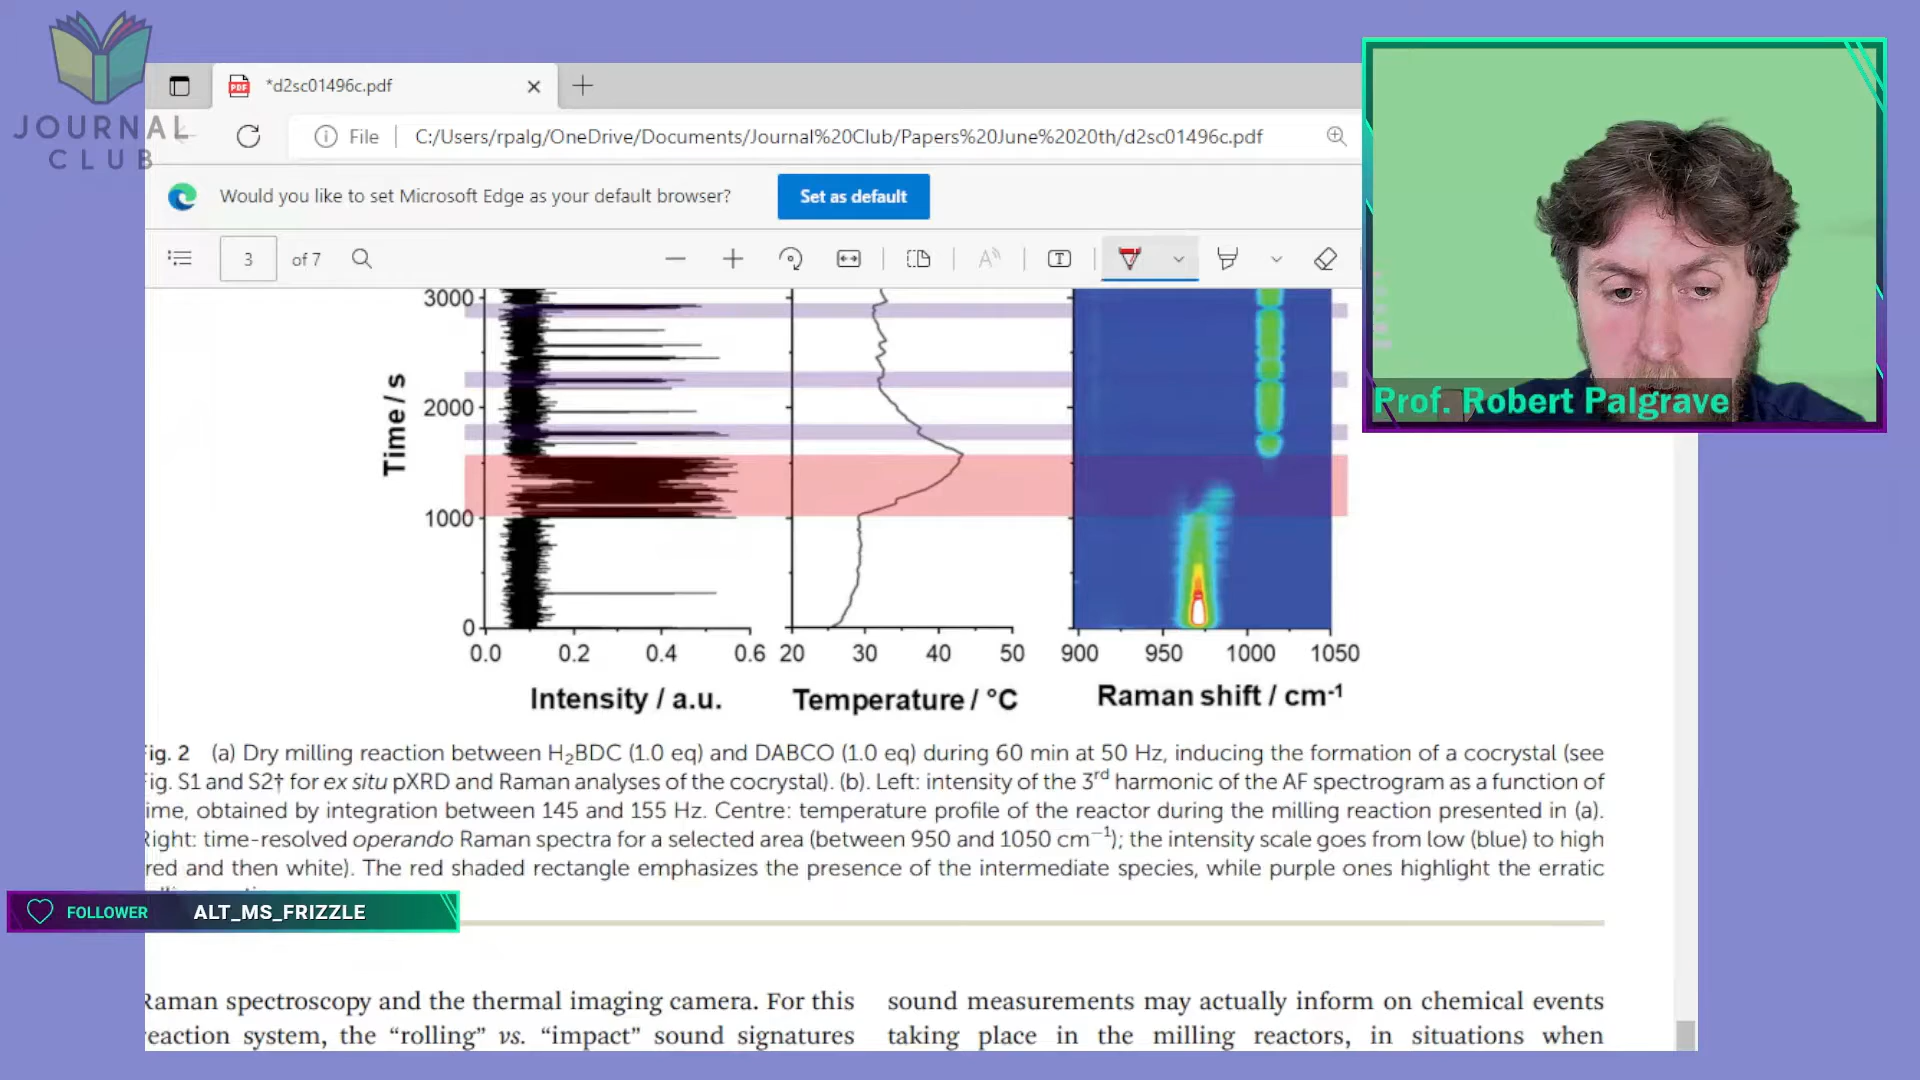 JOURNAL
CLUB
*d2sc01496c.pdf
File
C:/Users/rpalg/OneDrive/Documents/Journal%20Club/Papers%20June%2020th/d2sc01496c.pdf
Would you like to set Microsoft Edge as your default browser?
Set as default
3
of 7
Prof. Robert Palgrave
3000
2000
1000
0
Time / s
0.0 0.2 0.4 0.6 20 30 40 50 900 950 1000 1050
Intensity / a.u. Temperature / °C Raman shift / cm-1
ig. 2 (a) Dry milling reaction between H2BDC (1.0 eq) and DABCO (1.0 eq) during 60 min at 50 Hz, inducing the formation of a cocrystal (see
ig. S1 and S2† for ex situ pXRD and Raman analyses of the cocrystal). (b). Left: intensity of the 3rd harmonic of the AF spectrogram as a function of
ime, obtained by integration between 145 and 155 Hz. Centre: temperature profile of the reactor during the milling reaction presented in (a).
Right: time-resolved operando Raman spectra for a selected area (between 950 and 1050 cm−1); the intensity scale goes from low (blue) to high
red and then white). The red shaded rectangle emphasizes the presence of the intermediate species, while purple ones highlight the erratic
FOLLOWER ALT_MS_FRIZZLE
Raman spectroscopy and the thermal imaging camera. For this
eaction system, the “rolling” vs. “impact” sound signatures
sound measurements may actually inform on chemical events
taking place in the milling reactors, in situations when